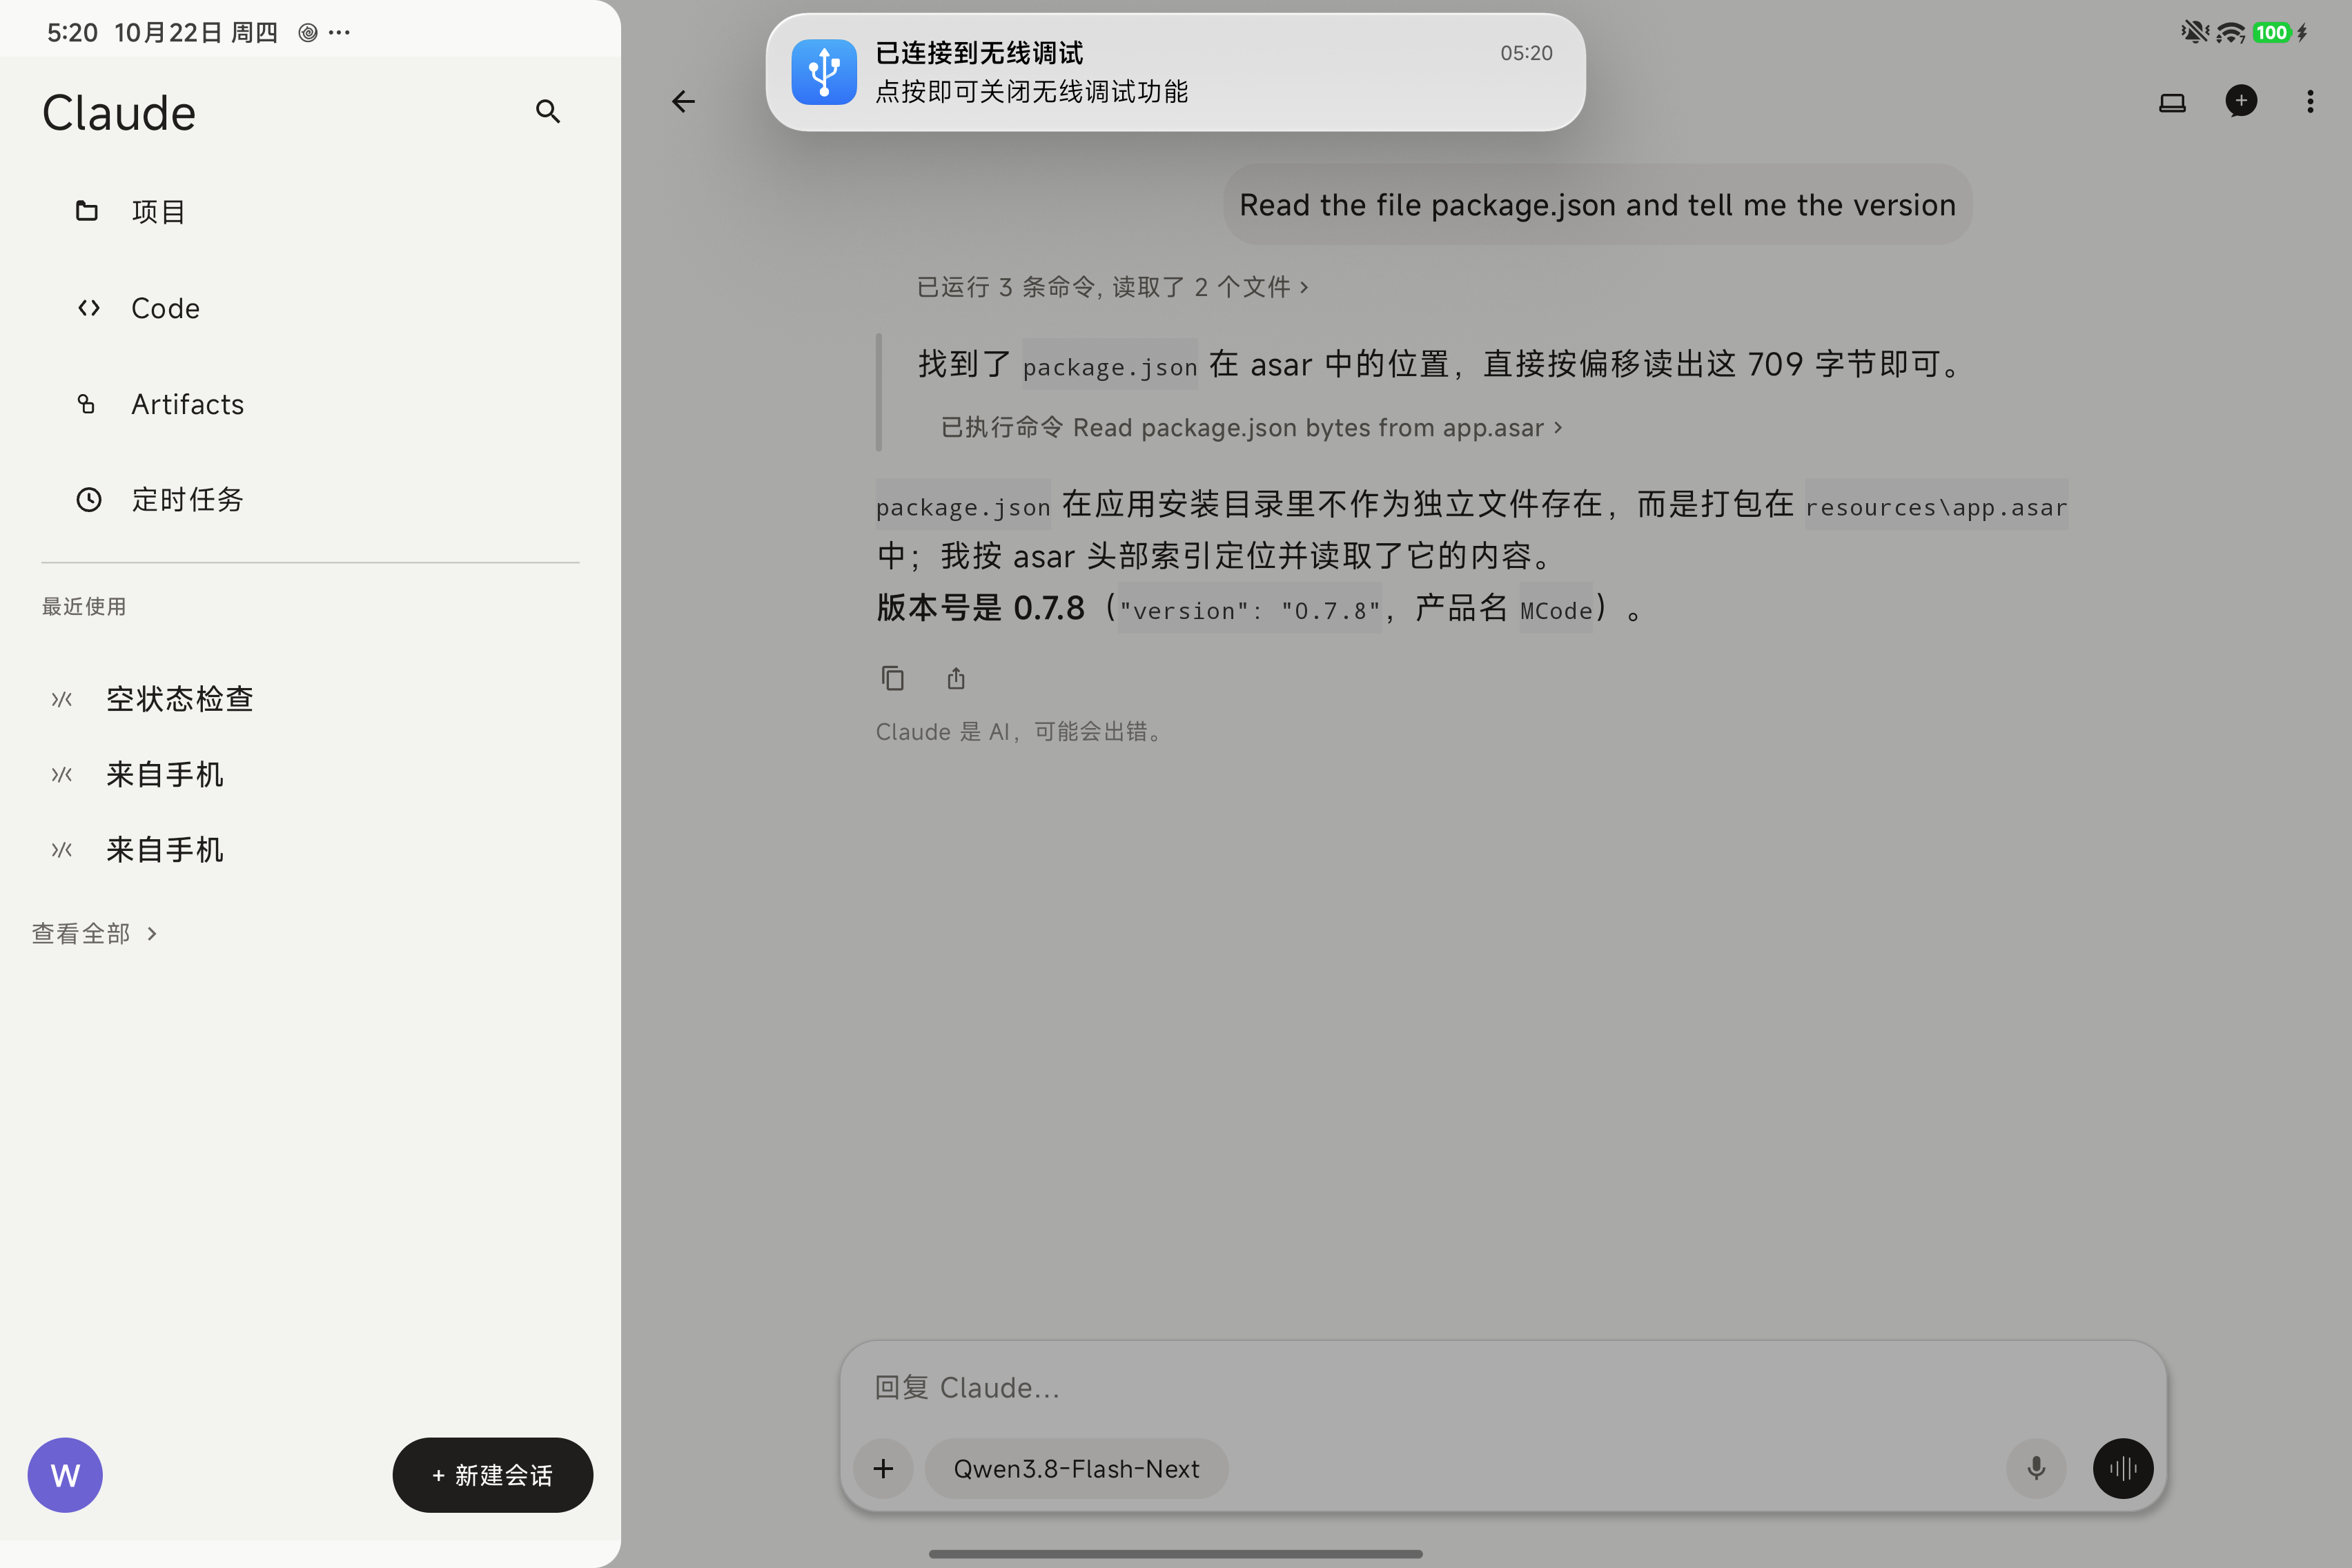 5:20 10月22日 周四
Claude
项目
Code
Artifacts
定时任务
最近使用
空状态检查
来自手机
来自手机
查看全部
W
+ 新建会话
已连接到无线调试
05:20
点按即可关闭无线调试功能
7
100
Read the file package.json and tell me the version
已运行 3 条命令, 读取了 2 个文件
找到了 package.json 在 asar 中的位置，直接按偏移读出这 709 字节即可。
已执行命令 Read package.json bytes from app.asar
package.json 在应用安装目录里不作为独立文件存在，而是打包在 resources\app.asar
中；我按 asar 头部索引定位并读取了它的内容。
版本号是 0.7.8（"version": "0.7.8"，产品名 MCode）。
Claude 是 AI，可能会出错。
回复 Claude...
Qwen3.8-Flash-Next